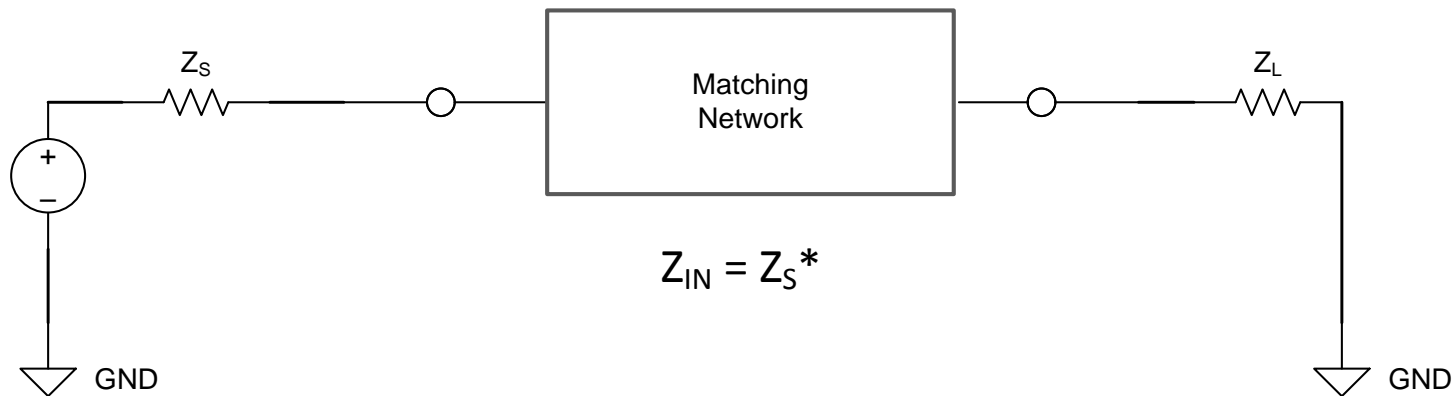 Z_S
Matching
Network
Z_L
+
−
Z_IN = Z_S*
GND
GND